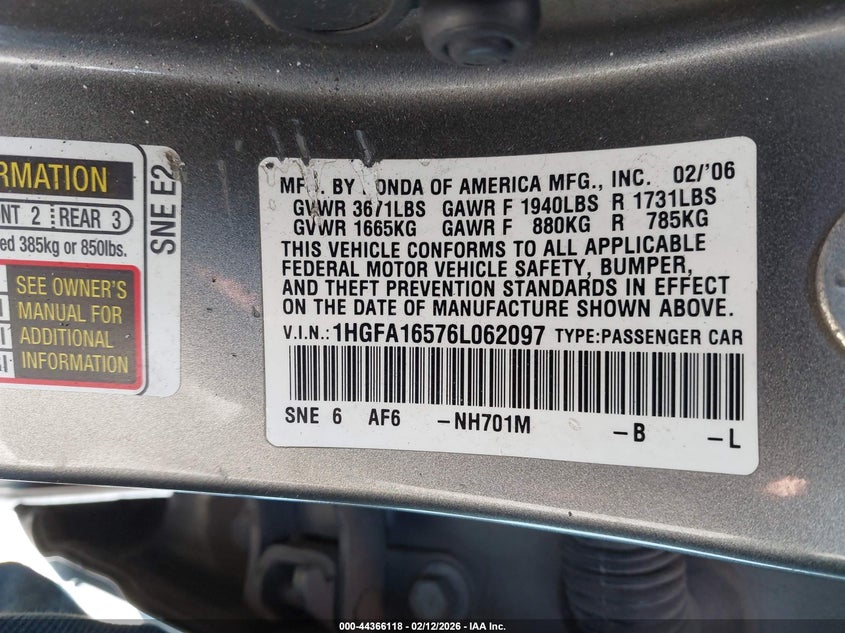 RMATION
NT 2 REAR 3
ed 385kg or 850lbs.
SEE OWNER'S
MANUAL FOR
ADDITIONAL
INFORMATION
SNE E2
MF . BY ONDA OF AMERICA MFG., INC. 02/'06
GVWR 3671LBS GAWR F 1940LBS R 1731LBS
GVWR 1665KG GAWR F 880KG R 785KG
THIS VEHICLE CONFORMS TO ALL APPLICABLE
FEDERAL MOTOR VEHICLE SAFETY, BUMPER,
AND THEFT PREVENTION STANDARDS IN EFFECT
ON THE DATE OF MANUFACTURE SHOWN ABOVE.
V.I.N.:1HGFA16576L062097 TYPE:PASSENGER CAR
SNE 6 AF6 -NH701M -B -L
000-44366118 - 02/12/2026 - IAA Inc.